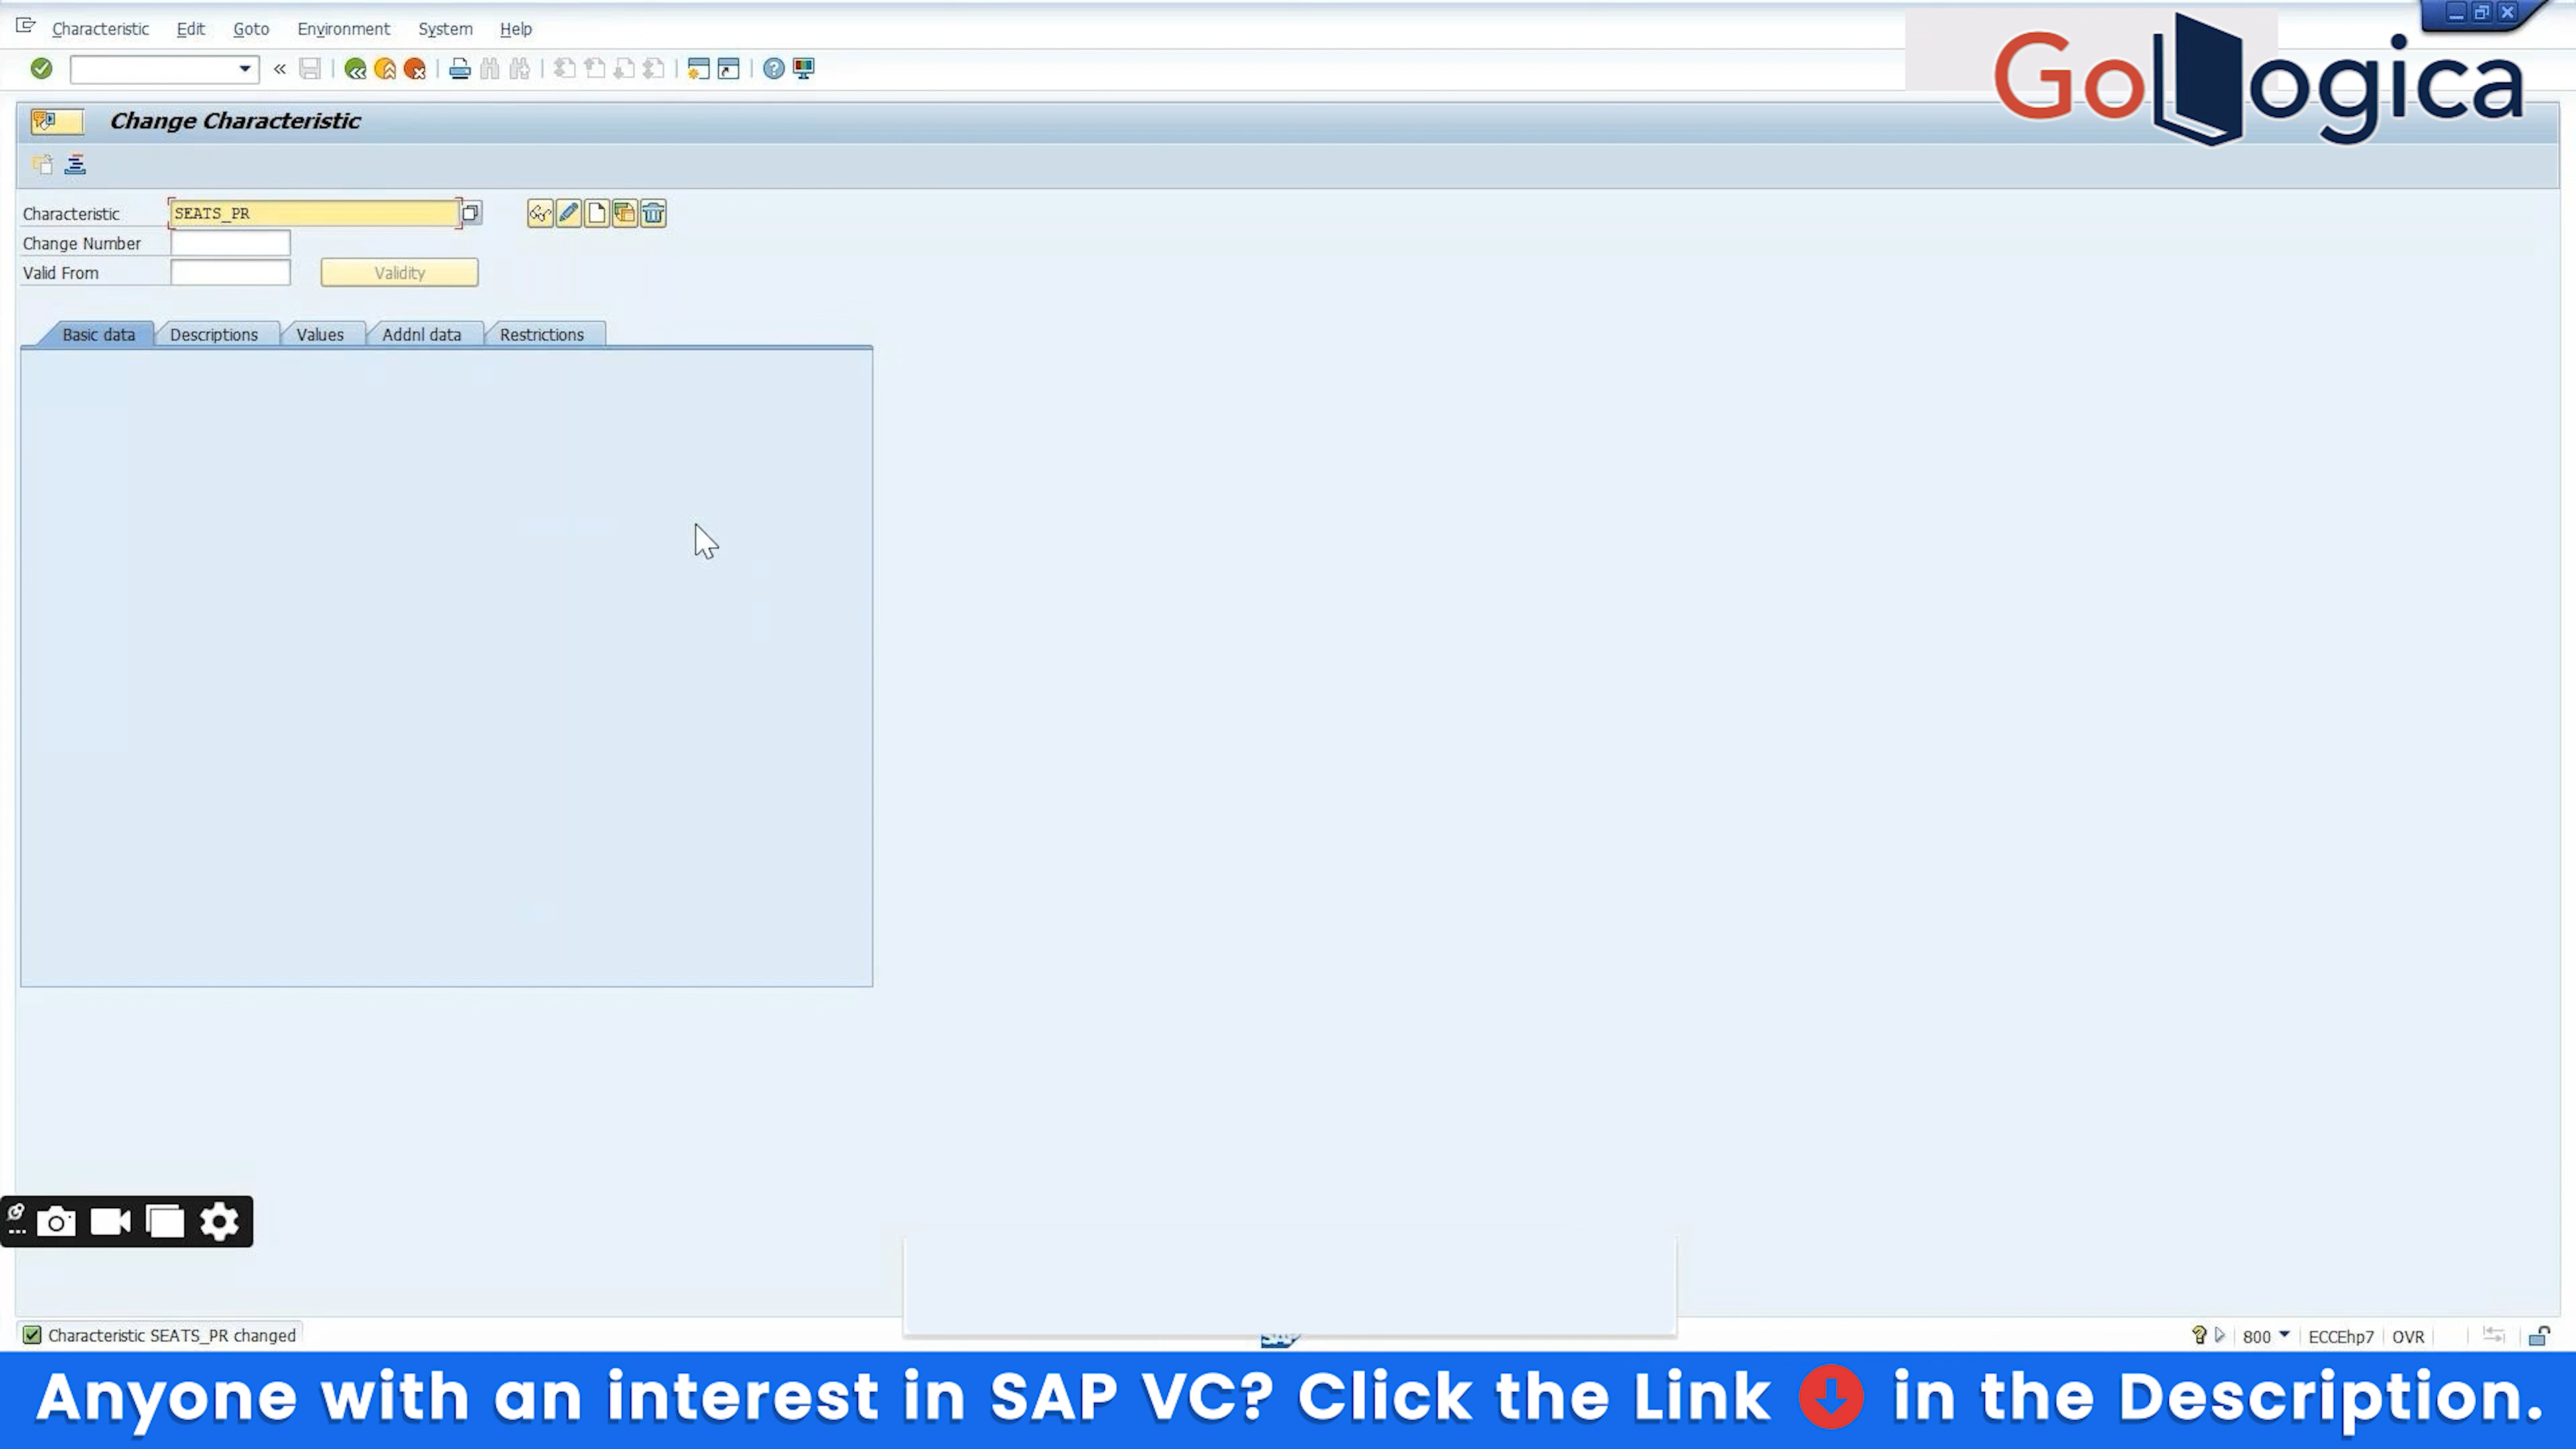 Characteristic Edit Goto Environment System Help
GoLogica
Change Characteristic
Characteristic SEATS_PR
Change Number
Valid From Validity
Basic data Descriptions Values Addnl data Restrictions
Characteristic SEATS_PR changed
SAP
800 ECCEhp7 OVR
Anyone with an interest in SAP VC? Click the Link in the Description.